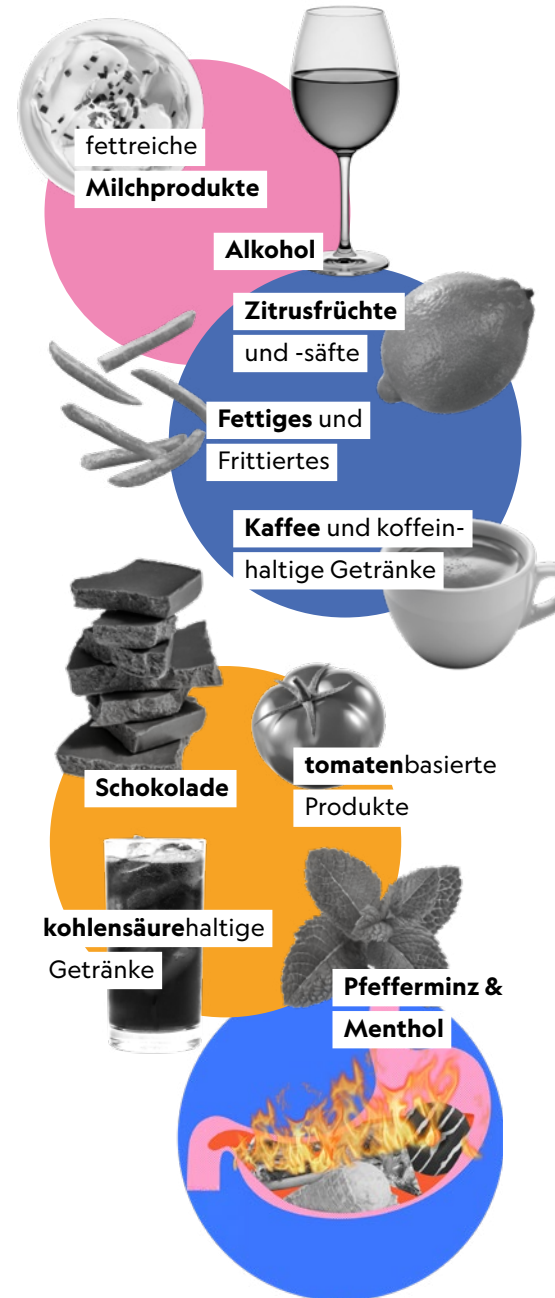 fettreiche
Milchprodukte
Alkohol
Zitrusfrüchte
und -säfte
Fettiges und
Frittiertes
Kaffee und koffein-
haltige Getränke
Schokolade
tomatenbasierte
Produkte
kohlensäurehaltige
Getränke
Pfefferminz &
Menthol